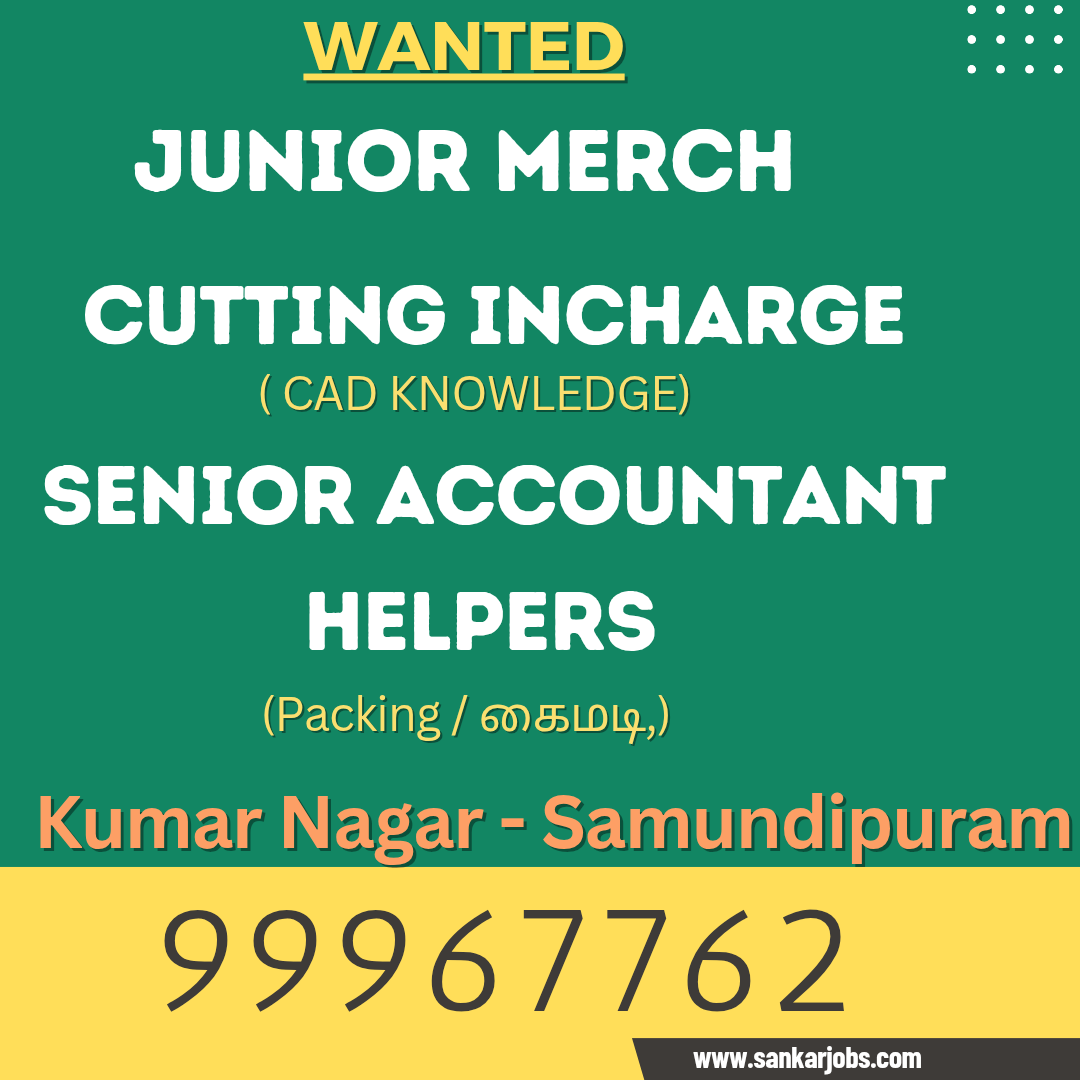 WANTED
JUNIOR MERCH
CUTTING INCHARGE
( CAD KNOWLEDGE)
SENIOR ACCOUNTANT
HELPERS
(Packing / கைமடி,)
Kumar Nagar - Samundipuram
99967762
www.sankarjobs.com